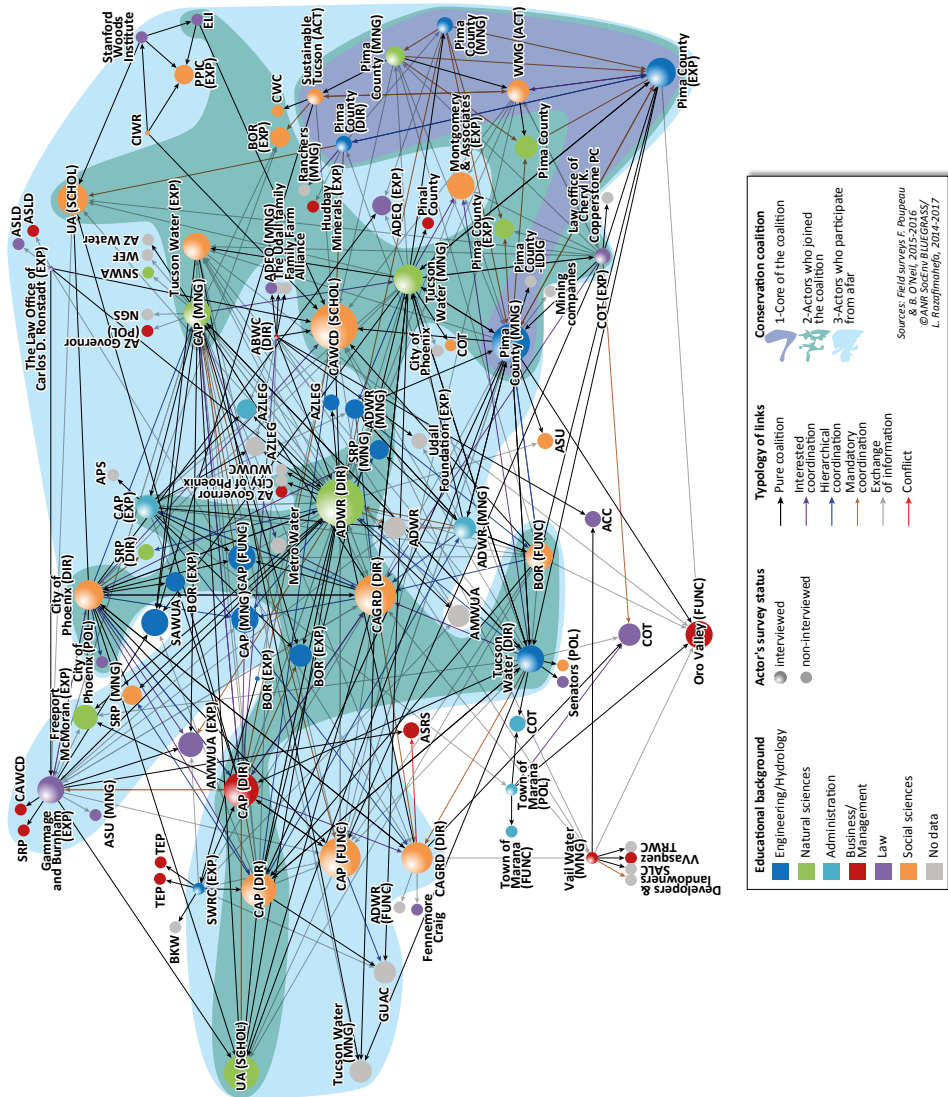 Stanford
Woods
Institute
ELI
PPIC
(EXP)
CIWR
Sustainable
Tucson (ACT)
CWC
BOR
(EXP)
Pima
County (MNG)
Pima
County
(MNG)
WMG (ACT)
Pima County
(EXP)
Pima
County
(DIR)
Ranchers
(MNG)
Hudbay
Minerals (EXP)
ADEQ (EXP)
Pinal
County
Montgomery
& Associates
(EXP)
Pima County
Pima County
(EXP)
Law office of
Cheryl K.
Copperstone PC
UA (SCHOL)
ASLD
ASLD
The Law Office of
Carlos D. Ronstadt (EXP)
AZ Water
WEF
SNWA
NGS
AZ Governor
(POL)
Tucson Water (EXP)
CAP (MNG)
ADEQ (MNG)
The Udall family
Family Farm
Alliance
ABWC
(DIR)
CAWCD (SCHOL)
Tucson
Water (MNG)
City of
Phoenix
COT
Pima
County
-LDIG
Mining
companies
COT (EXP)
Pima
County (MNG)
APS
CAP
(EXP)
AZLEG
AZLEG
WUWC
City of Phoenix
AZ Governor
AZLEG
ADWR
(MNG)
SRP
(MNG)
Udall
Foundation (EXP)
ASU
ADWR (DIR)
Metro Water
ADWR
ADWR (MNG)
ACC
SRP
(DIR)
City of
Phoenix (DIR)
BOR (EXP)
CAP (FUNC)
CAGRD (DIR)
BOR (FUNC)
City of
Phoenix (POL)
SAWUA
CAP (MNG)
BOR (EXP)
AMWUA
Tucson
Water (DIR)
Senators (POL)
COT
Oro Valley (FUNC)
Freeport
McMoran (EXP)
SRP (MNG)
BOR (EXP)
AMWUA (EXP)
CAWCD
SRP
Gammage
and Burnham
(EXP)
ASU (MNG)
CAP (DIR)
ASRS
COT
Town of
Marana
(POL)
Town of
Marana
(FUNC)
TEP
TEP
SWRC (EXP)
BKW
CAP (DIR)
CAP (FUNC)
CAGRD (DIR)
ADWR
(FUNC)
Fennemore
Craig
Vail Water
(MNG)
TRWC
VVasquez
SALC
Developers &
landowners
UA (SCHOL)
Tucson Water
(MNG)
GUAC
Educational background
Engineering/Hydrology
Natural sciences
Administration
Business/
Management
Law
Social sciences
No data
Actor's survey status
interviewed
non-interviewed
Typology of links
Pure coalition
Interested
coordination
Hierarchical
coordination
Mandatory
coordination
Exchange
of information
Conflict
Conservation coalition
1-Core of the coalition
2-Actors who joined
the coalition
3-Actors who participate
from afar
Sources: Field surveys F. Poupeau
& B. O'Neil, 2015-2016
©ANR SocEnv BLUEGRASS/
L. Razafimahefa, 2014-2017